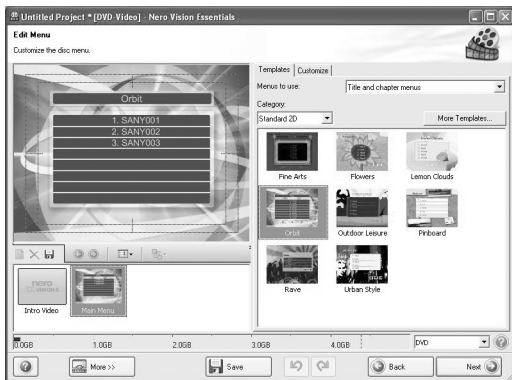 Untitled Project * [DVD-Video] - Nero Vision Essentials
Edit Menu
Customize the disc menu.
Orbit
1. SANY001
2. SANY002
3. SANY003
Templates Customize
Menus to use: Title and chapter menus
Category:
Standard 2D More Templates...
Fine Arts Flowers Lemon Clouds
Orbit Outdoor Leisure Pinboard
Rave Urban Style
nero
Intro Video Main Menu
0.0GB 1.0GB 2.0GB 3.0GB 4.0GB DVD
More >> Save Back Next